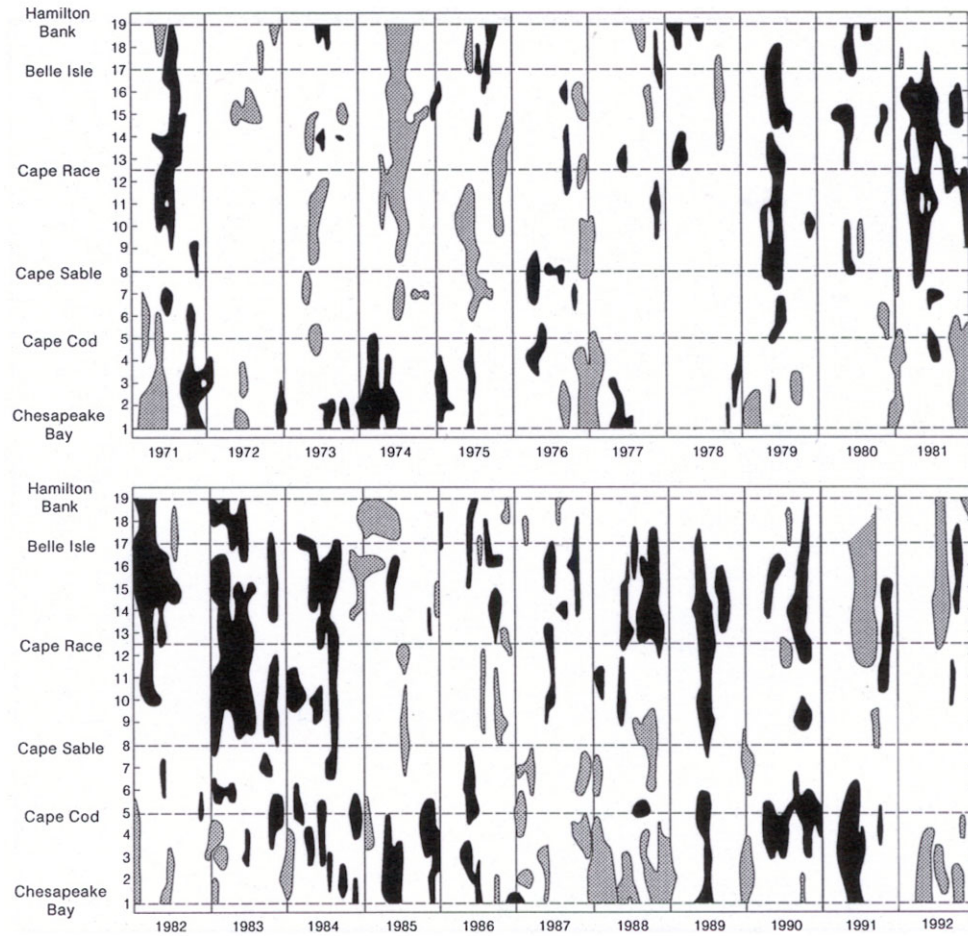 Hamilton
Bank
19
18
Belle Isle
17
16
15
14
13
Cape Race
12
11
10
9
Cape Sable
8
7
6
Cape Cod
5
4
3
2
Chesapeake
Bay
1
1971 1972 1973 1974 1975 1976 1977 1978 1979 1980 1981
Hamilton
Bank
19
18
Belle Isle
17
16
15
14
13
Cape Race
12
11
10
9
Cape Sable
8
7
6
Cape Cod
5
4
3
2
Chesapeake
Bay
1
1982 1983 1984 1985 1986 1987 1988 1989 1990 1991 1992